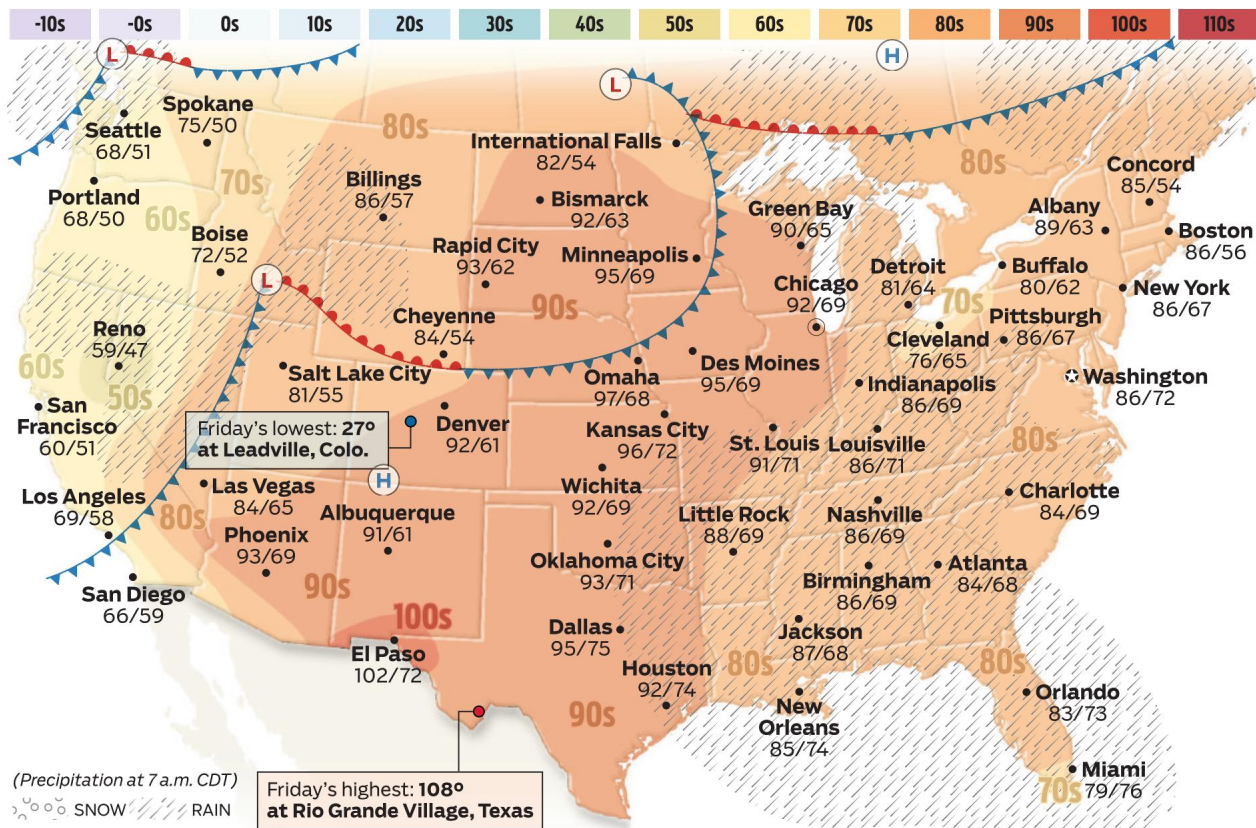 -10s -0s 0s 10s 20s 30s 40s 50s 60s 70s 80s 90s 100s 110s
L
L
H
L
H
Seattle
68/51
Spokane
75/50
Portland
68/50
60s
70s
80s
Billings
86/57
Boise
72/52
International Falls
82/54
Bismarck
92/63
Rapid City
93/62
Minneapolis
95/69
90s
Green Bay
90/65
Chicago
92/69
Detroit
81/64
80s
Concord
85/54
Albany
89/63
Boston
86/56
Buffalo
80/62
New York
86/67
70s
Cleveland
76/65
Pittsburgh
86/67
Washington
86/72
Reno
59/47
60s
50s
San
Francisco
60/51
Salt Lake City
81/55
Cheyenne
84/54
Friday's lowest: 27º
at Leadville, Colo.
Denver
92/61
Omaha
97/68
Des Moines
95/69
Kansas City
96/72
St. Louis
91/71
Indianapolis
86/69
Louisville
86/71
80s
Los Angeles
69/58
80s
Las Vegas
84/65
Phoenix
93/69
Albuquerque
91/61
90s
San Diego
66/59
Wichita
92/69
Oklahoma City
93/71
Little Rock
88/69
Nashville
86/69
Charlotte
84/69
Birmingham
86/69
Atlanta
84/68
100s
El Paso
102/72
Dallas
95/75
Houston
92/74
90s
Jackson
87/68
80s
New
Orleans
85/74
80s
Orlando
83/73
70s
Miami
79/76
Friday's highest: 108º
at Rio Grande Village, Texas
(Precipitation at 7 a.m. CDT)
SNOW RAIN